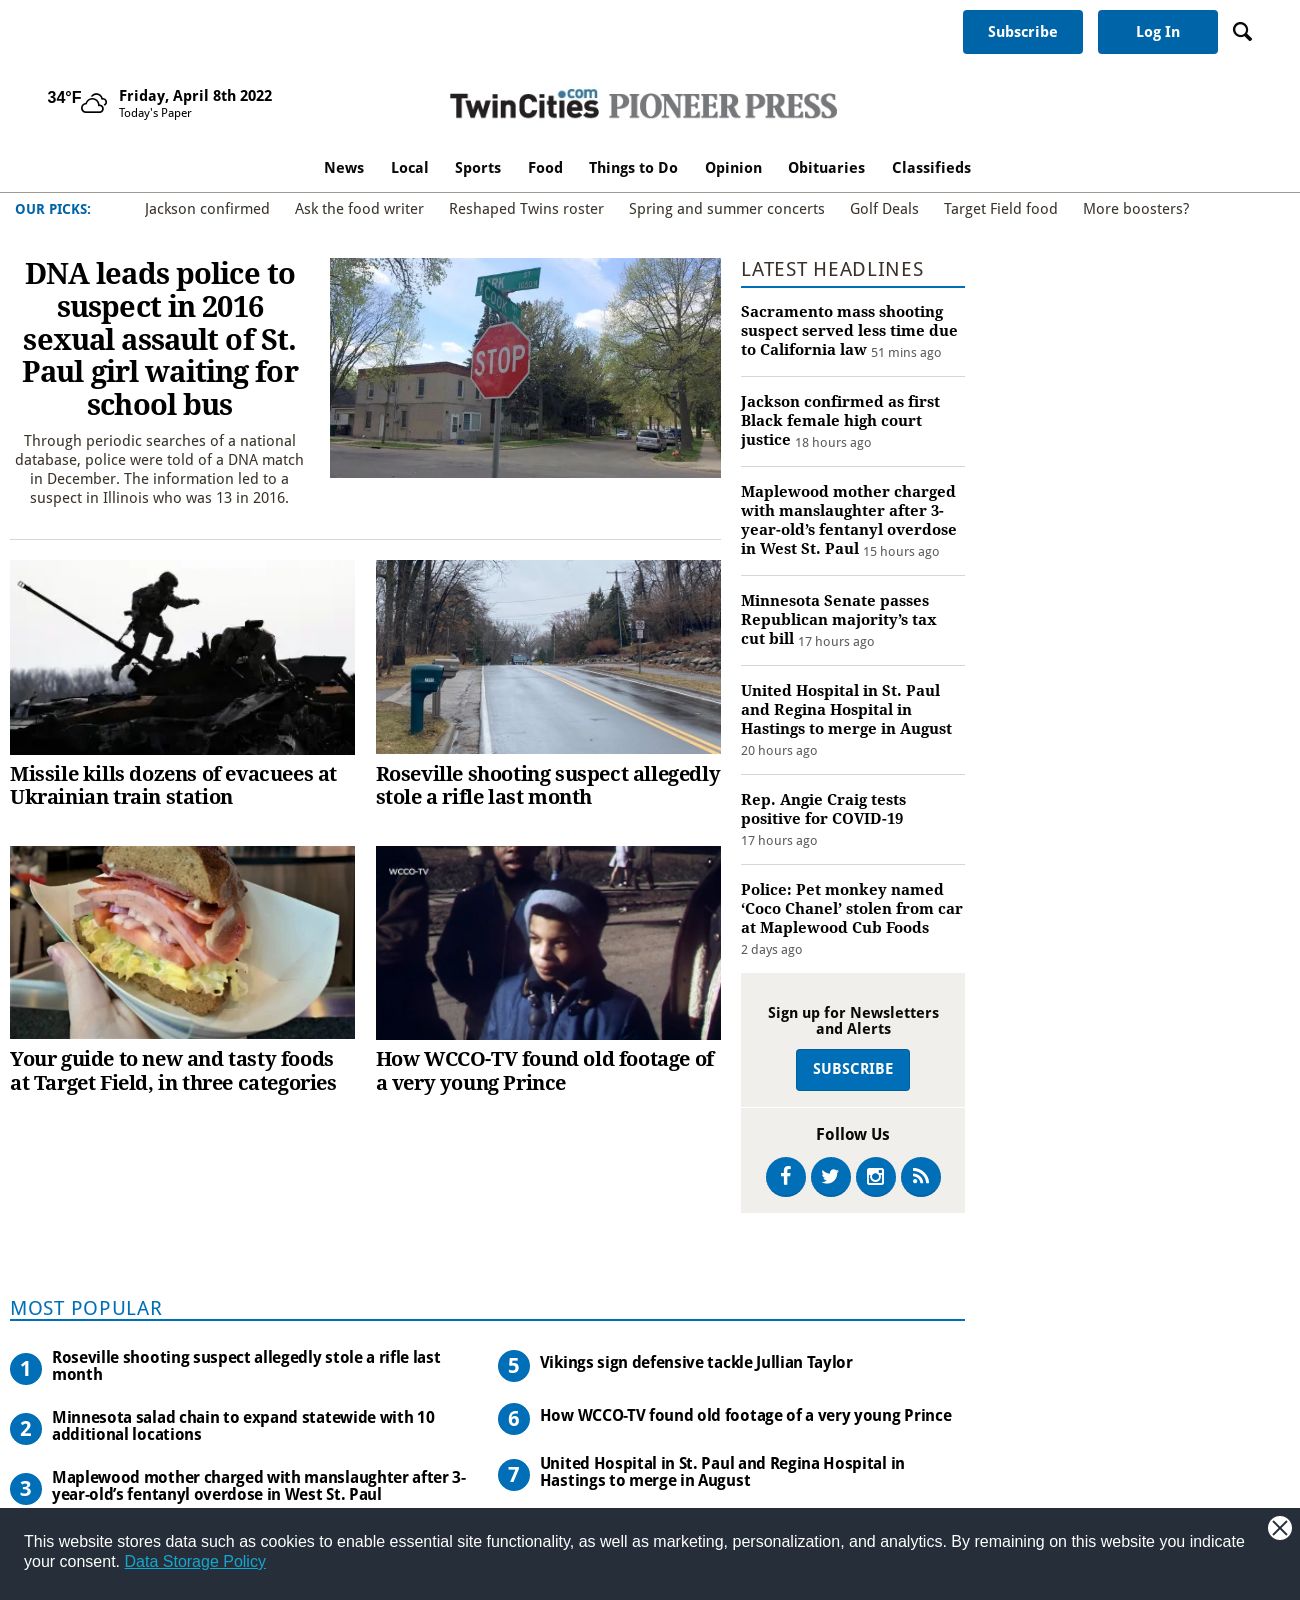 Subscribe
Log In
34°F
Friday, April 8th 2022
Today's Paper
TwinCities.com PIONEER PRESS
News Local Sports Food Things to Do Opinion Obituaries Classifieds
OUR PICKS: Jackson confirmed Ask the food writer Reshaped Twins roster Spring and summer concerts Golf Deals Target Field food More boosters?
DNA leads police to
suspect in 2016
sexual assault of St.
Paul girl waiting for
school bus
Through periodic searches of a national
database, police were told of a DNA match
in December. The information led to a
suspect in Illinois who was 13 in 2016.
COOK
STOP
Missile kills dozens of evacuees at
Ukrainian train station
Roseville shooting suspect allegedly
stole a rifle last month
Your guide to new and tasty foods
at Target Field, in three categories
WCCO-TV
How WCCO-TV found old footage of
a very young Prince
LATEST HEADLINES
Sacramento mass shooting
suspect served less time due
to California law 51 mins ago
Jackson confirmed as first
Black female high court
justice 18 hours ago
Maplewood mother charged
with manslaughter after 3-
year-old’s fentanyl overdose
in West St. Paul 15 hours ago
Minnesota Senate passes
Republican majority’s tax
cut bill 17 hours ago
United Hospital in St. Paul
and Regina Hospital in
Hastings to merge in August
20 hours ago
Rep. Angie Craig tests
positive for COVID-19
17 hours ago
Police: Pet monkey named
‘Coco Chanel’ stolen from car
at Maplewood Cub Foods
2 days ago
Sign up for Newsletters
and Alerts
SUBSCRIBE
Follow Us
MOST POPULAR
1 Roseville shooting suspect allegedly stole a rifle last
month
2 Minnesota salad chain to expand statewide with 10
additional locations
3 Maplewood mother charged with manslaughter after 3-
year-old’s fentanyl overdose in West St. Paul
5 Vikings sign defensive tackle Jullian Taylor
6 How WCCO-TV found old footage of a very young Prince
7 United Hospital in St. Paul and Regina Hospital in
Hastings to merge in August
This website stores data such as cookies to enable essential site functionality, as well as marketing, personalization, and analytics. By remaining on this website you indicate
your consent. Data Storage Policy